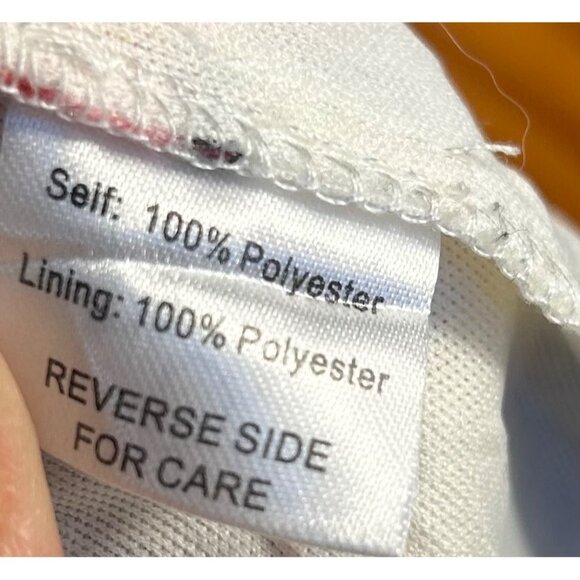 Self: 100% Polyester
Lining: 100% Polyester
REVERSE SIDE
FOR CARE